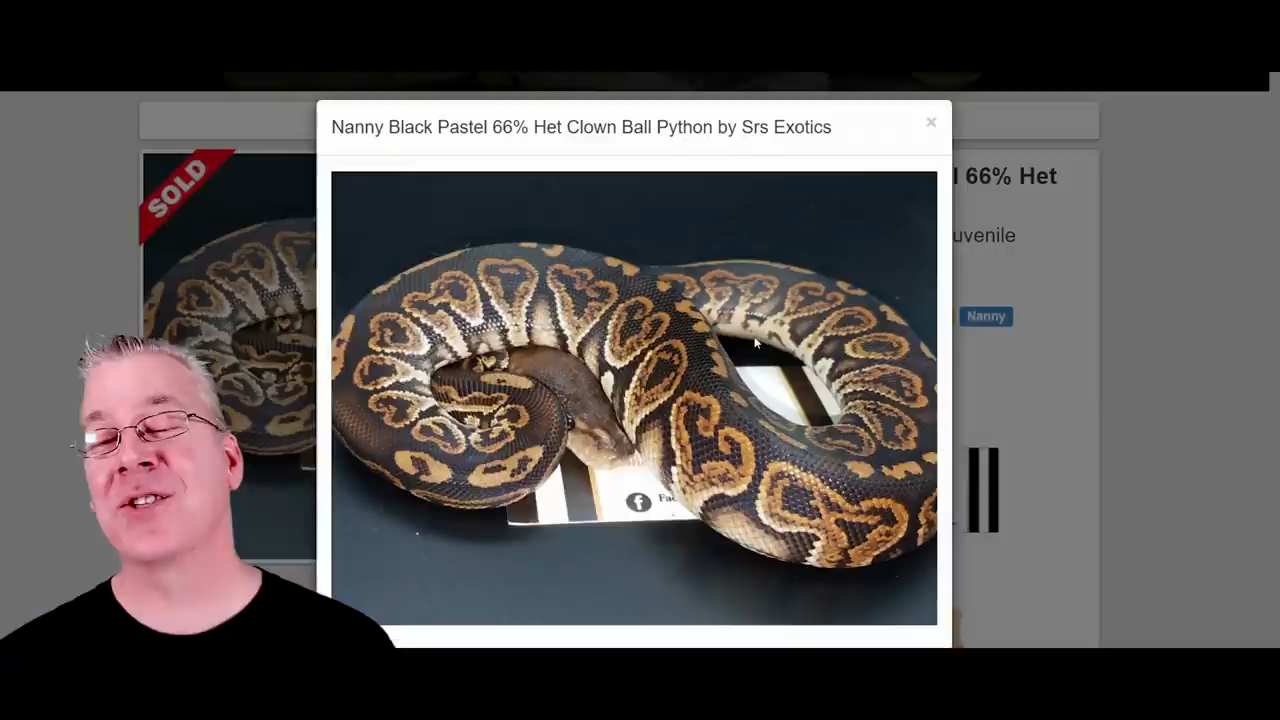 Nanny Black Pastel 66% Het Clown Ball Python by Srs Exotics
×
SOLD
66% Het
uvenile
Nanny
f